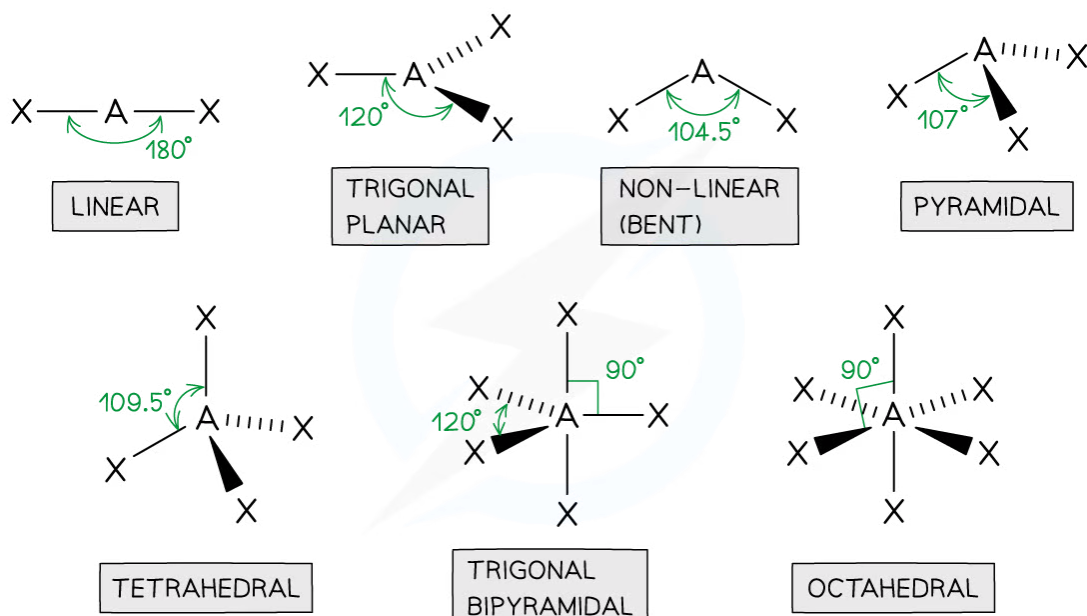 X A X
180°
LINEAR
X A X X
120°
TRIGONAL
PLANAR
A
X X
104.5°
NON-LINEAR
(BENT)
A X
X
X
107°
PYRAMIDAL
X
109.5°
A X
X
X
TETRAHEDRAL
X
90°
X
A X
120°
X
X
TRIGONAL
BIPYRAMIDAL
X
90°
X X
A
X X
X
OCTAHEDRAL